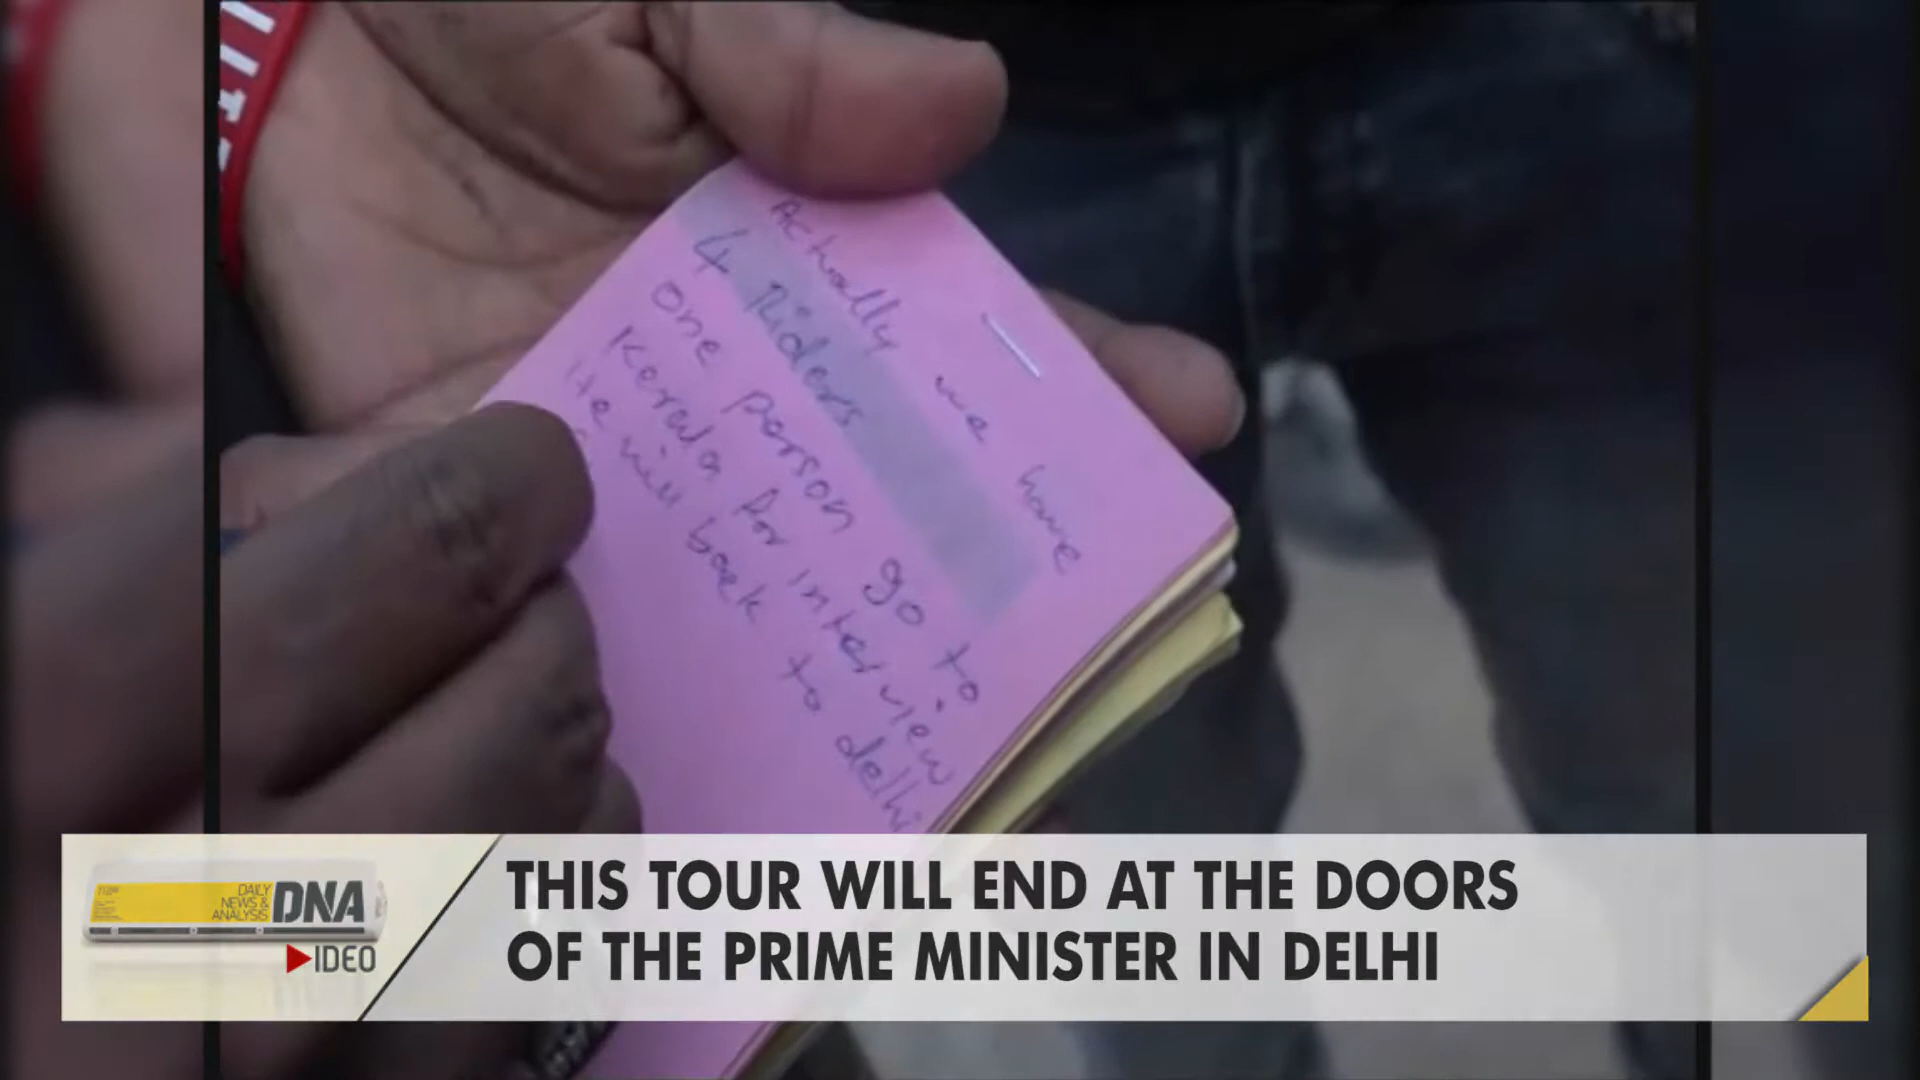 Actually we have
4 Riders
one person go to
Kerala for interview
He will back to delhi
DAILY
NEWS &
ANALYSIS
DNA
VIDEO
THIS TOUR WILL END AT THE DOORS
OF THE PRIME MINISTER IN DELHI